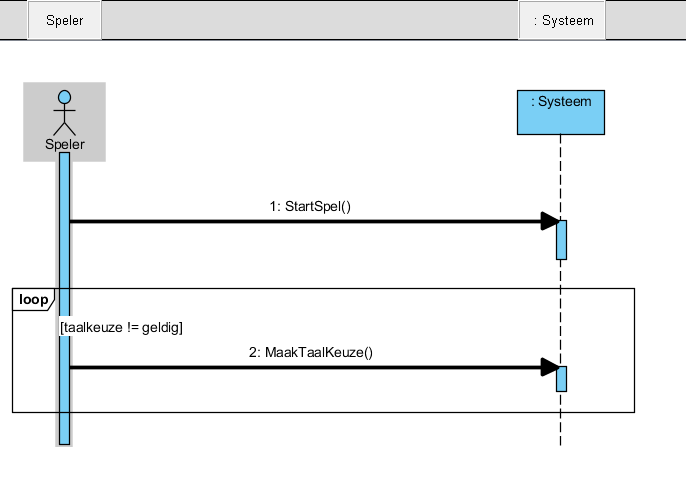 Speler
: Systeem
Speler
: Systeem
1: StartSpel()
loop
[taalkeuze != geldig]
2: MaakTaalKeuze()